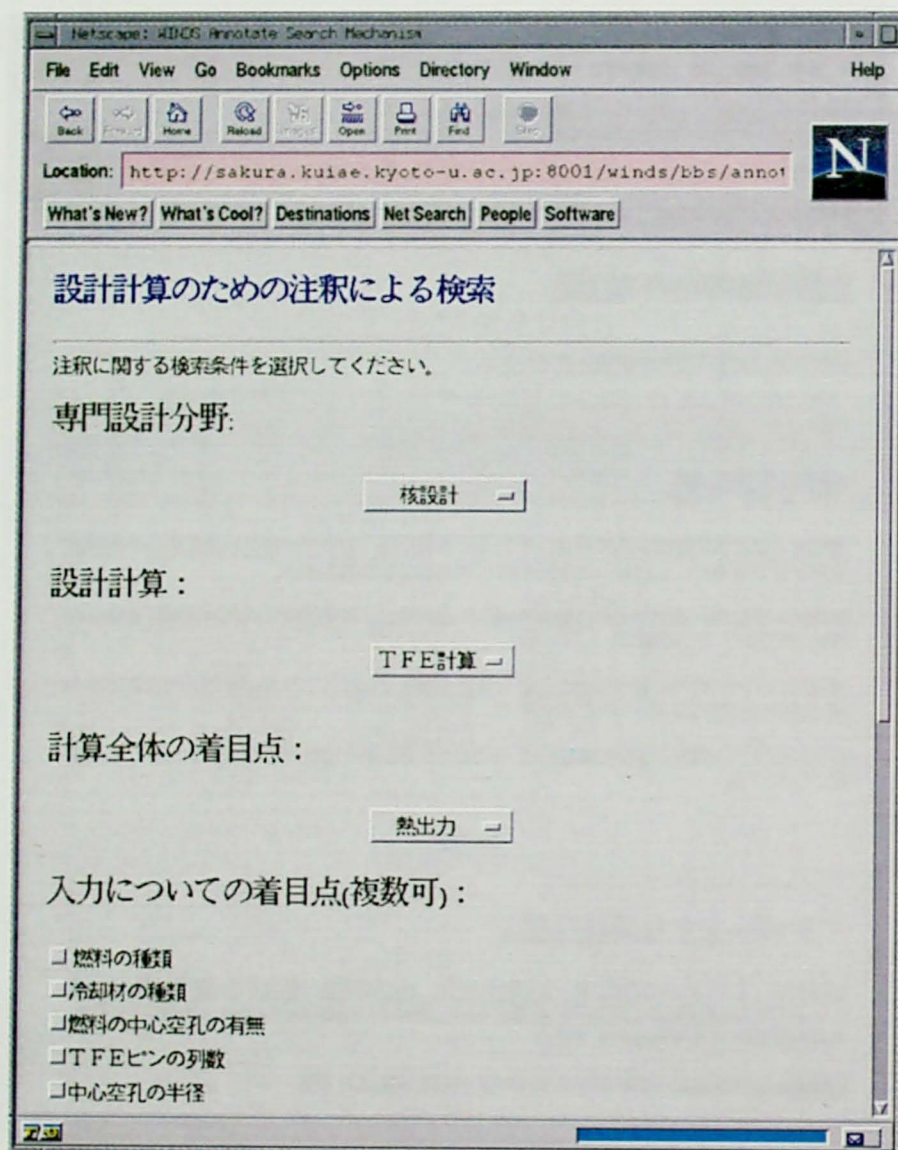 Netscape: WINDS Annotate Search Mechanism
File Edit View Go Bookmarks Options Directory Window Help
Back Forward Home Reload Images Open Print Find Stop
Location: http://sakura.kuiae.kyoto-u.ac.jp:8001/winds/bbs/annot
N
What's New? What's Cool? Destinations Net Search People Software
設計計算のための注釈による検索
注釈に関する検索条件を選択してください。
専門設計分野:
核設計
設計計算：
TFE計算
計算全体の着目点：
熱出力
入力についての着目点(複数可)：
燃料の種類
冷却材の種類
燃料の中心空孔の有無
TFEピンの列数
中心空孔の半径